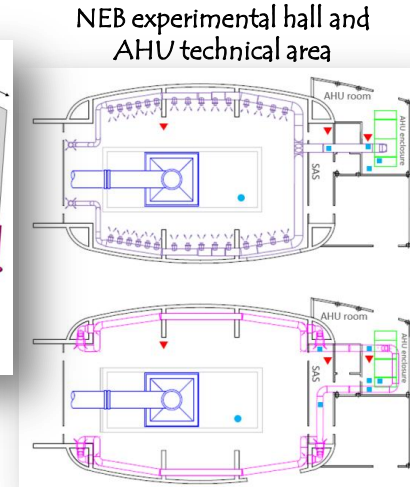 NEB experimental hall and
AHU technical area
AHU room
AHU enclosure
SAS
AHU room
AHU enclosure
SAS